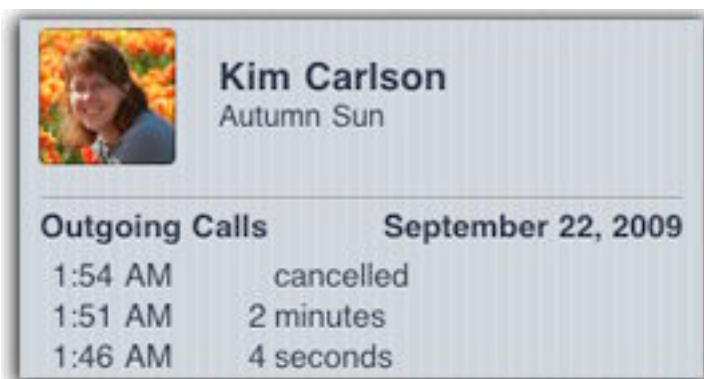 Kim Carlson
Autumn Sun
Outgoing Calls September 22, 2009
1:54 AM cancelled
1:51 AM 2 minutes
1:46 AM 4 seconds